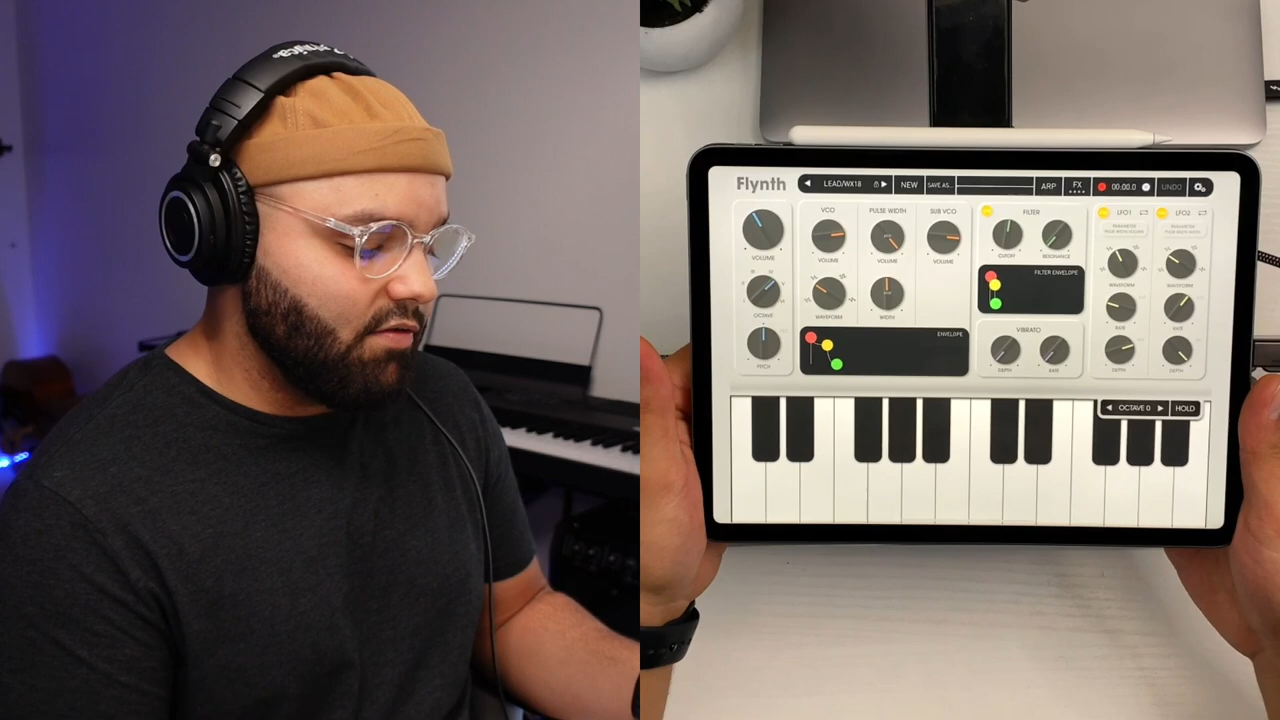 Flynth
LEAD/WX18
NEW
SAVE AS...
ARP
FX
00:00.0
UNDO
VOLUME
OCTAVE
PITCH
VCO
VOLUME
WAVEFORM
PULSE WIDTH
VOLUME
WIDTH
SUB VCO
VOLUME
ENVELOPE
FILTER
CUTOFF
RESONANCE
FILTER ENVELOPE
VIBRATO
DEPTH
RATE
LFO1
PARAMETER
WAVEFORM
RATE
DEPTH
LFO2
PARAMETER
WAVEFORM
RATE
DEPTH
OCTAVE 0
HOLD